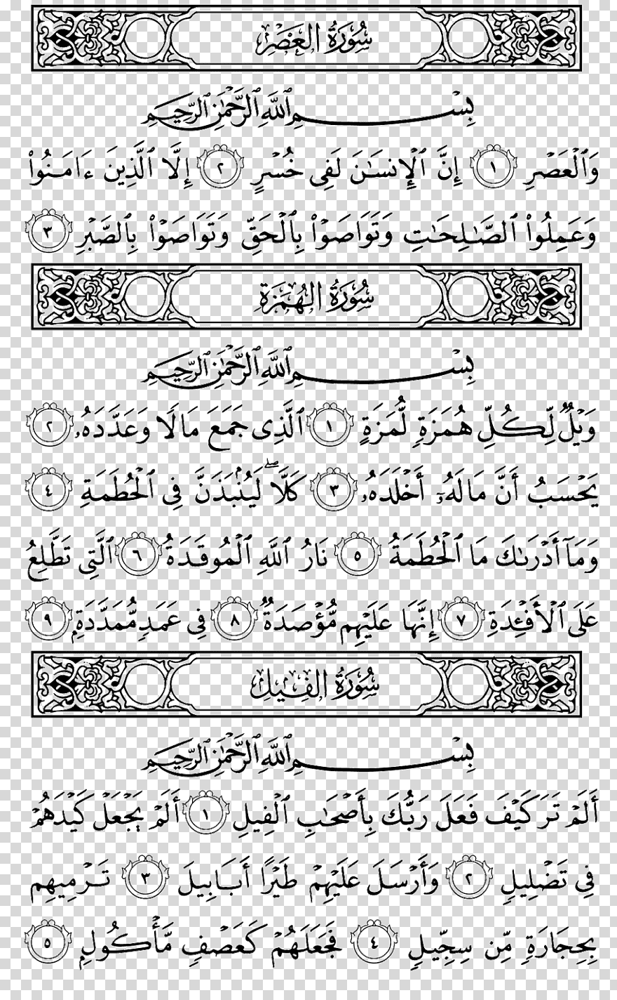 سُورَةُ العَصْرِ
بِسْمِ ٱللَّهِ ٱلرَّحْمَٰنِ ٱلرَّحِيمِ
وَٱلْعَصْرِ ١ إِنَّ ٱلْإِنسَٰنَ لَفِى خُسْرٍ ٢ إِلَّا ٱلَّذِينَ ءَامَنُوا۟
وَعَمِلُوا۟ ٱلصَّٰلِحَٰتِ وَتَوَاصَوْا۟ بِٱلْحَقِّ وَتَوَاصَوْا۟ بِٱلصَّبْرِ ٣
سُورَةُ الهُمَزَةِ
بِسْمِ ٱللَّهِ ٱلرَّحْمَٰنِ ٱلرَّحِيمِ
وَيْلٌ لِّكُلِّ هُمَزَةٍ لُّمَزَةٍ ١ ٱلَّذِى جَمَعَ مَالًا وَعَدَّدَهُۥ ٢
يَحْسَبُ أَنَّ مَالَهُۥٓ أَخْلَدَهُۥ ٣ كَلَّا ۖ لَيُنۢبَذَنَّ فِى ٱلْحُطَمَةِ ٤
وَمَآ أَدْرَىٰكَ مَا ٱلْحُطَمَةُ ٥ نَارُ ٱللَّهِ ٱلْمُوقَدَةُ ٦ ٱلَّتِى تَطَّلِعُ
عَلَى ٱلْأَفْـِٔدَةِ ٧ إِنَّهَا عَلَيْهِم مُّؤْصَدَةٌ ٨ فِى عَمَدٍ مُّمَدَّدَةٍۭ ٩
سُورَةُ الفِيلِ
بِسْمِ ٱللَّهِ ٱلرَّحْمَٰنِ ٱلرَّحِيمِ
أَلَمْ تَرَ كَيْفَ فَعَلَ رَبُّكَ بِأَصْحَٰبِ ٱلْفِيلِ ١ أَلَمْ يَجْعَلْ كَيْدَهُمْ
فِى تَضْلِيلٍ ٢ وَأَرْسَلَ عَلَيْهِمْ طَيْرًا أَبَابِيلَ ٣ تَرْمِيهِم
بِحِجَارَةٍ مِّن سِجِّيلٍ ٤ فَجَعَلَهُمْ كَعَصْفٍ مَّأْكُولٍۭ ٥